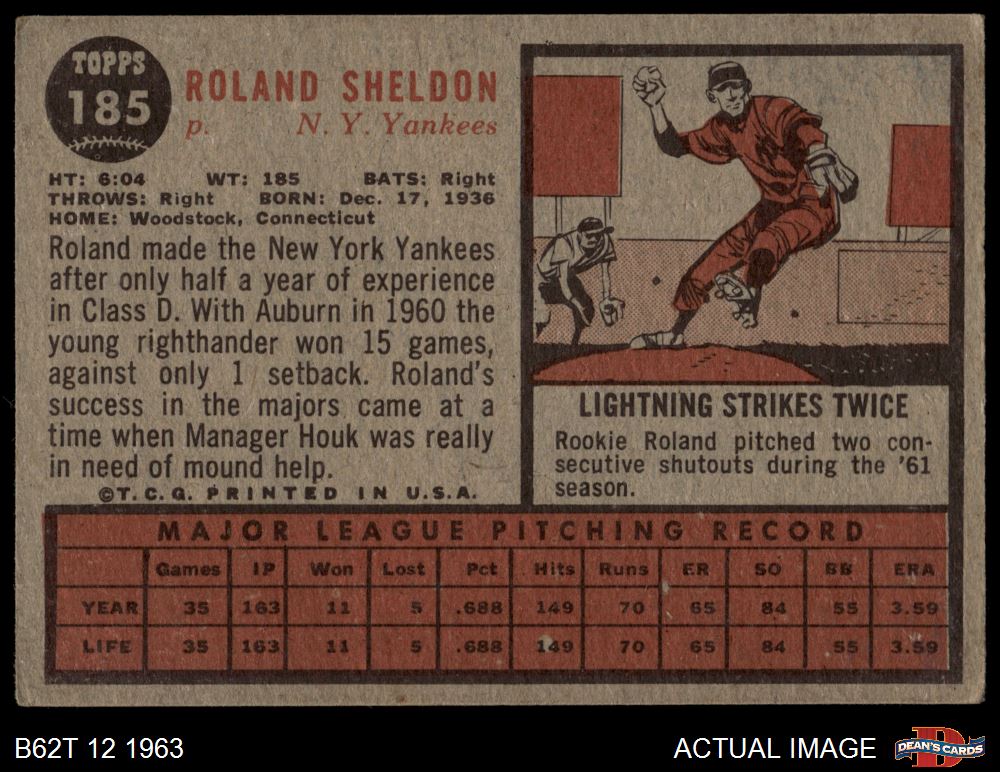 TOPPS
185
ROLAND SHELDON
p. N. Y. Yankees
HT: 6:04 WT: 185 BATS: Right
THROWS: Right BORN: Dec. 17, 1936
HOME: Woodstock, Connecticut
Roland made the New York Yankees
after only half a year of experience
in Class D. With Auburn in 1960 the
young righthander won 15 games,
against only 1 setback. Roland's
success in the majors came at a
time when Manager Houk was really
in need of mound help.
©T.C.G. PRINTED IN U.S.A.
LIGHTNING STRIKES TWICE
Rookie Roland pitched two con-
secutive shutouts during the '61
season.
MAJOR LEAGUE PITCHING RECORD
Games IP Won Lost Pct Hits Runs ER SO BB ERA
YEAR 35 163 11 5 .688 149 70 65 84 55 3.59
LIFE 35 163 11 5 .688 149 70 65 84 55 3.59
B62T 12 1963
ACTUAL IMAGE
D
DEAN'S CARDS